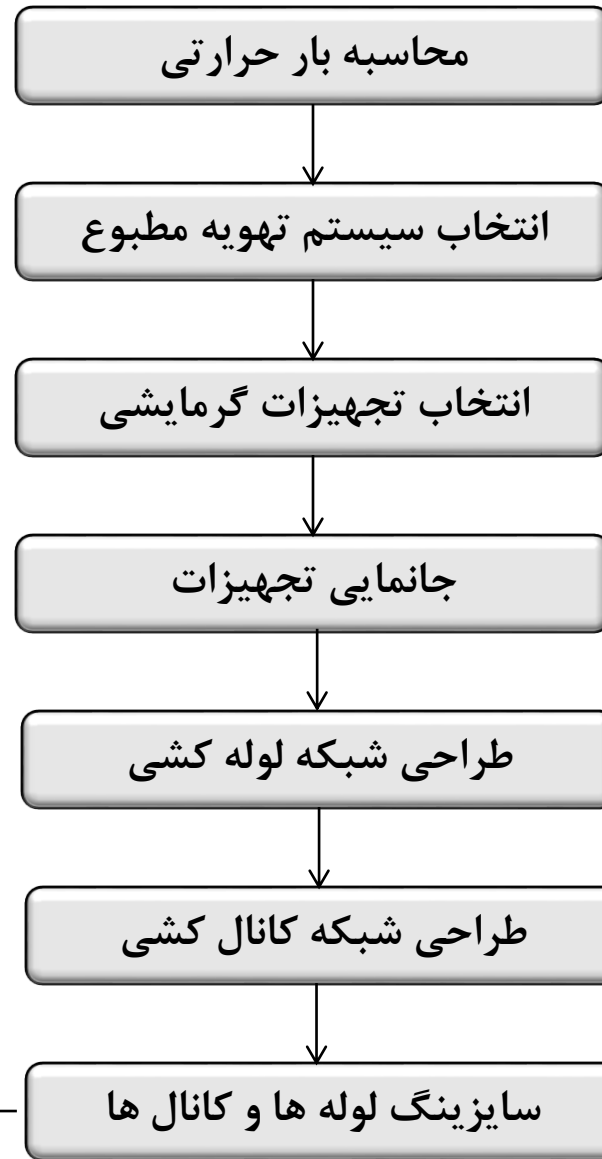 محاسبه بار حرارتی
انتخاب سیستم تهویه مطبوع
انتخاب تجهیزات گرمایشی
جانمایی تجهیزات
طراحی شبکه لوله کشی
طراحی شبکه کانال کشی
سایزینگ لوله ها و کانال ها